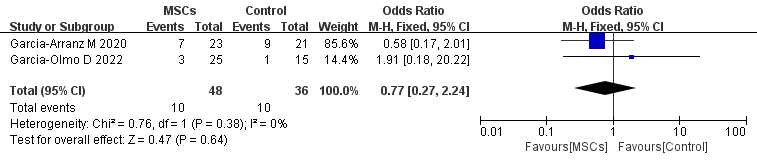 MSCs Control Odds Ratio Odds Ratio
Study or Subgroup Events Total Events Total Weight M-H, Fixed, 95% CI M-H, Fixed, 95% CI
Garcia-Arranz M 2020 7 23 9 21 85.6% 0.58 [0.17, 2.01]
Garcia-Olmo D 2022 3 25 1 15 14.4% 1.91 [0.18, 20.22]
Total (95% CI) 48 36 100.0% 0.77 [0.27, 2.24]
Total events 10 10
Heterogeneity: Chi² = 0.76, df = 1 (P = 0.38); I² = 0%
Test for overall effect: Z = 0.47 (P = 0.64)
0.01 0.1 1 10 100
Favours[MSCs] Favours[Control]